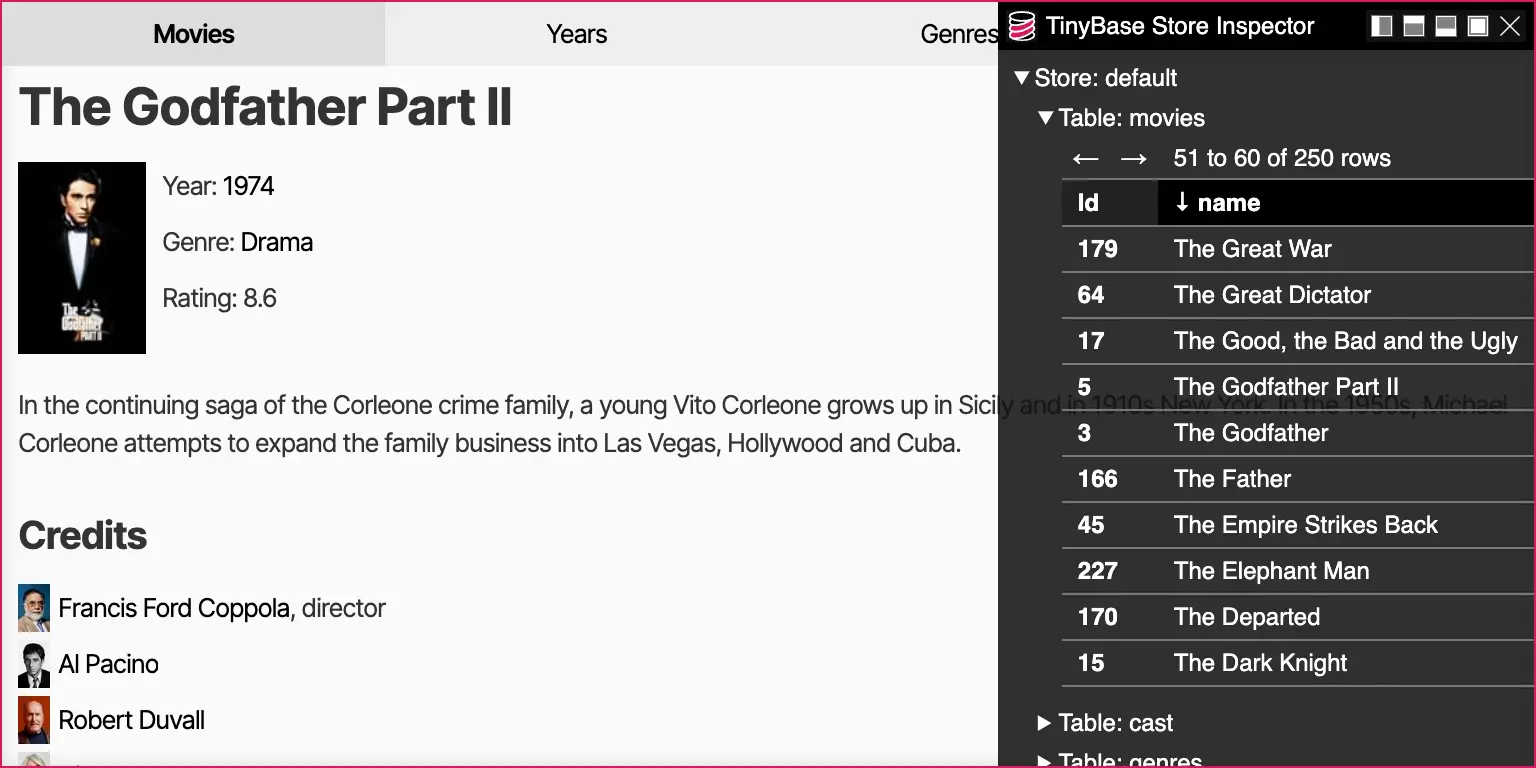 Movies
Years
Genres
The Godfather Part II
The
Godfather
PART II
Year: 1974
Genre: Drama
Rating: 8.6
In the continuing saga of the Corleone crime family, a young Vito Corleone grows up in Sicily and in 1910s New York. In the 1950s, Michael
Corleone attempts to expand the family business into Las Vegas, Hollywood and Cuba.
Credits
Francis Ford Coppola, director
Al Pacino
Robert Duvall
TinyBase Store Inspector
▼ Store: default
▼ Table: movies
← → 51 to 60 of 250 rows
Id ↓ name
179 The Great War
64 The Great Dictator
17 The Good, the Bad and the Ugly
5 The Godfather Part II
3 The Godfather
166 The Father
45 The Empire Strikes Back
227 The Elephant Man
170 The Departed
15 The Dark Knight
▶ Table: cast
▶ Table: genres